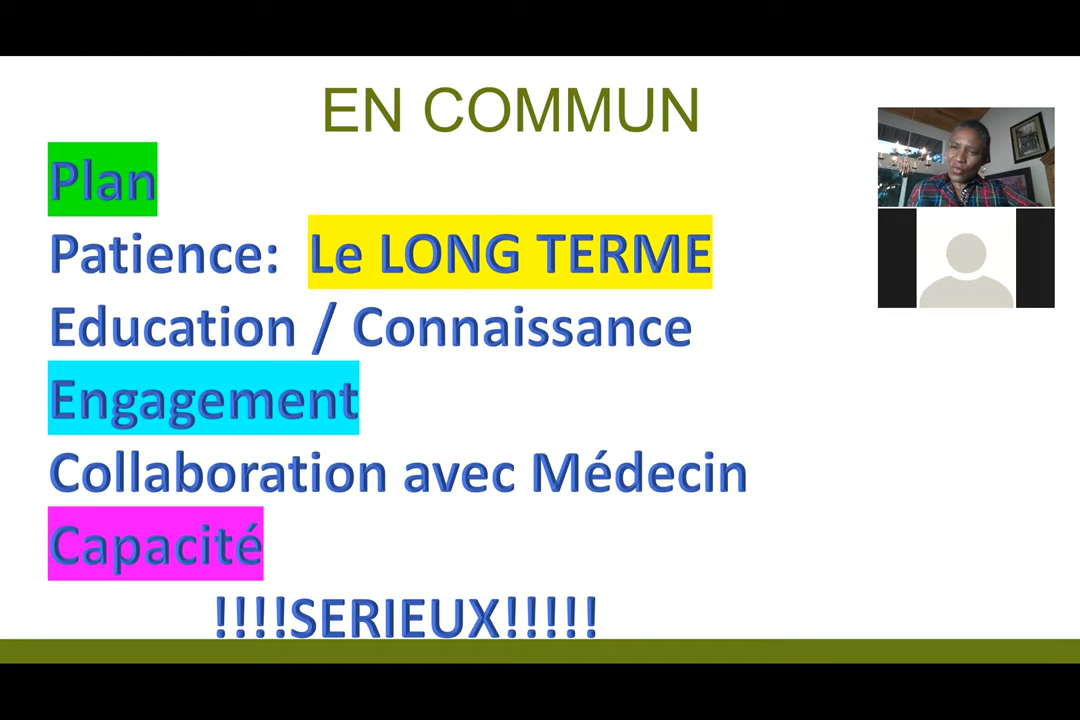 EN COMMUN
Plan
Patience: Le LONG TERME
Education / Connaissance
Engagement
Collaboration avec Médecin
Capacité
!!!!SERIEUX!!!!!